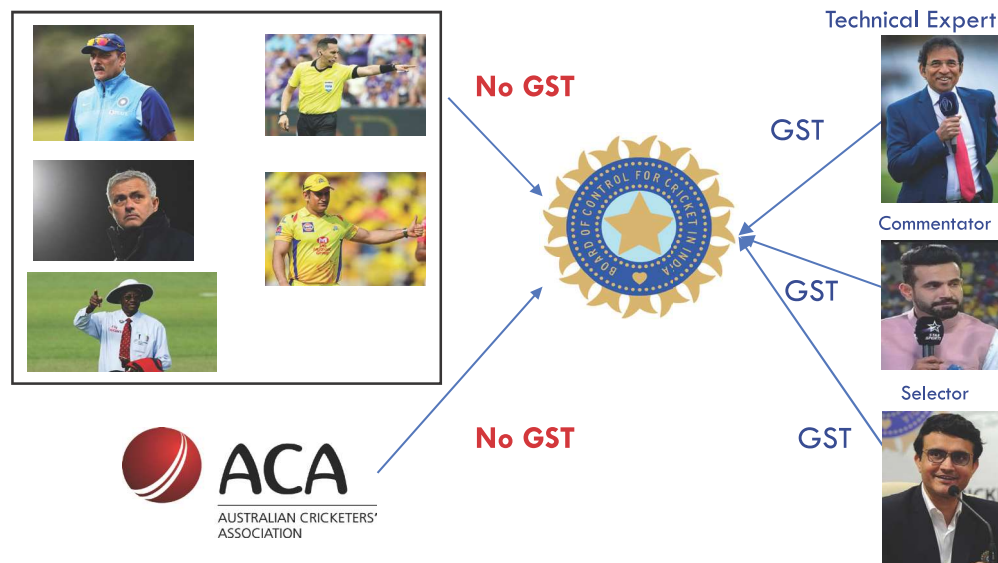 Technical Expert
No GST
GST
BOARD OF CONTROL FOR CRICKET IN INDIA
Commentator
GST
Selector
No GST
GST
ACA
AUSTRALIAN CRICKETERS'
ASSOCIATION